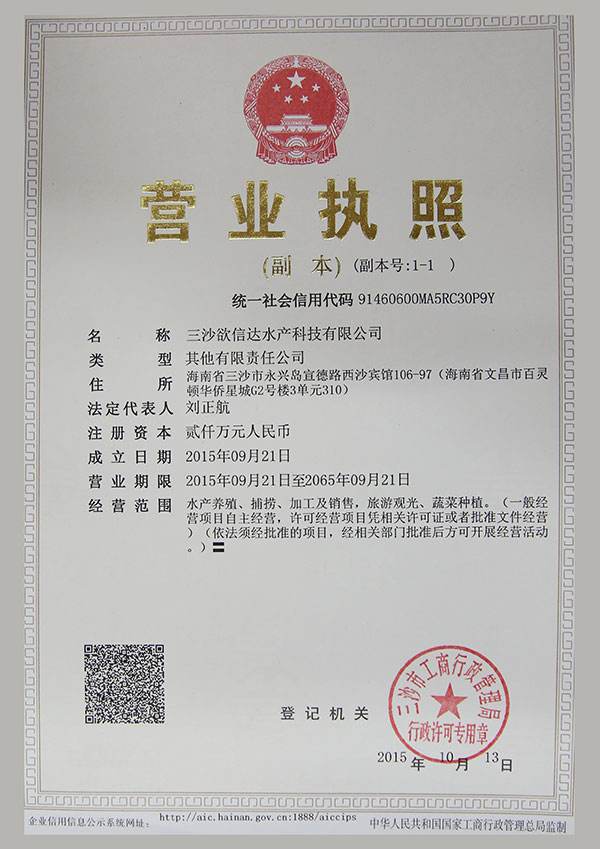 营业执照
(副 本) (副本号:1-1 )
统一社会信用代码 91460600MA5RC30P9Y
名 称 三沙欲信达水产科技有限公司
类 型 其他有限责任公司
住 所 海南省三沙市永兴岛宣德路西沙宾馆106-97（海南省文昌市百灵
顿华侨星城G2号楼3单元310）
法定代表人 刘正航
注册资本 贰仟万元人民币
成立日期 2015年09月21日
营业期限 2015年09月21日至2065年09月21日
经营范围 水产养殖、捕捞、加工及销售，旅游观光、蔬菜种植。（一般经
营项目自主经营，许可经营项目凭相关许可证或者批准文件经营
）（依法须经批准的项目，经相关部门批准后方可开展经营活动
。）
三沙市工商行政管理局
行政许可专用章
登记机关
2015年 10月 13日
企业信用信息公示系统网址： http://aic.hainan.gov.cn:1888/aiccips
中华人民共和国国家工商行政管理总局监制